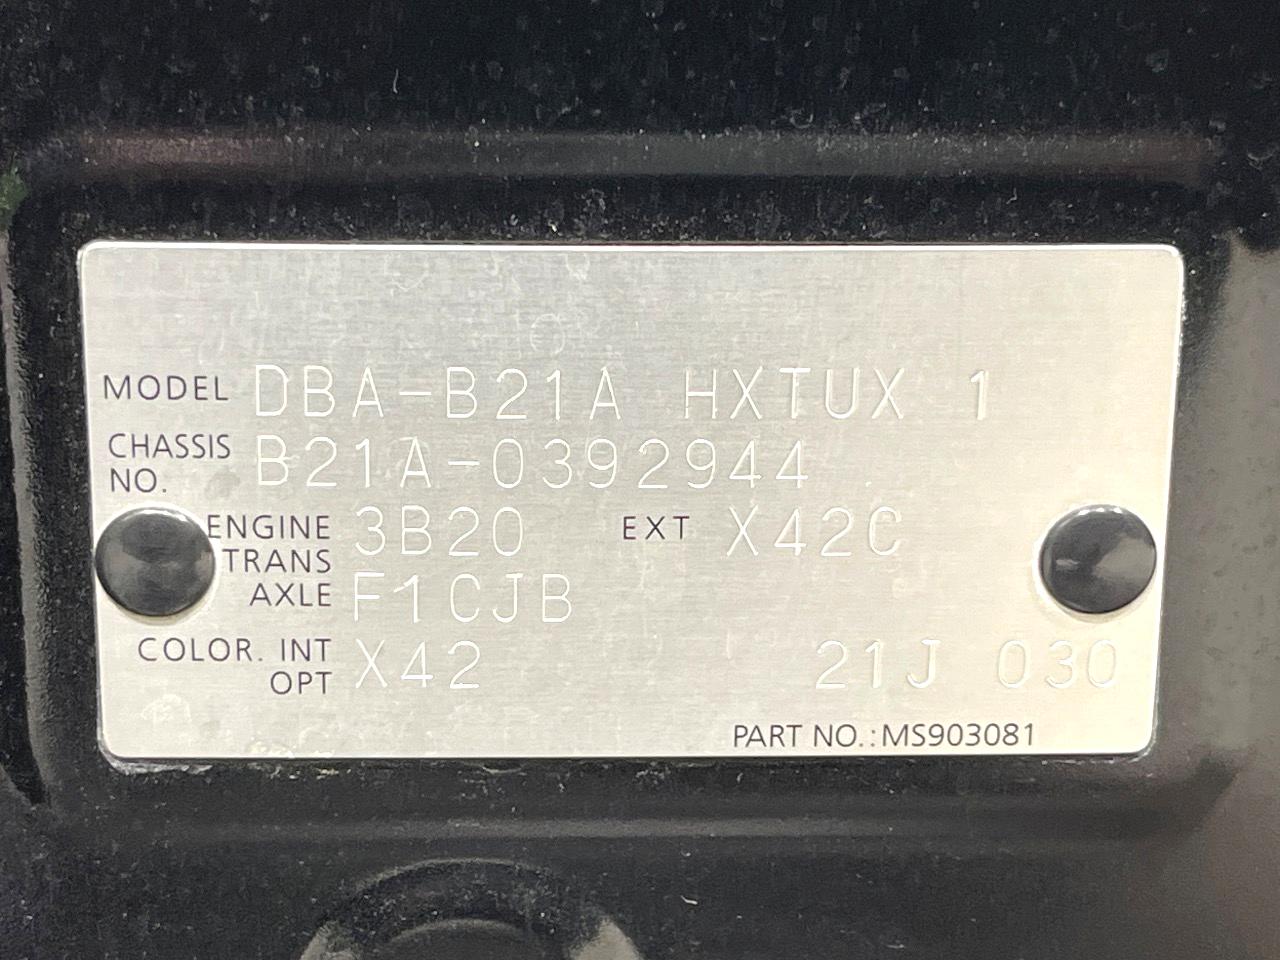 MODEL DBA-B21A HXTUX 1
CHASSIS NO. B21A-0392944
ENGINE 3B20 EXT X42C
TRANS AXLE F1CJB
COLOR. INT OPT X42 21J 030
PART NO.:MS903081